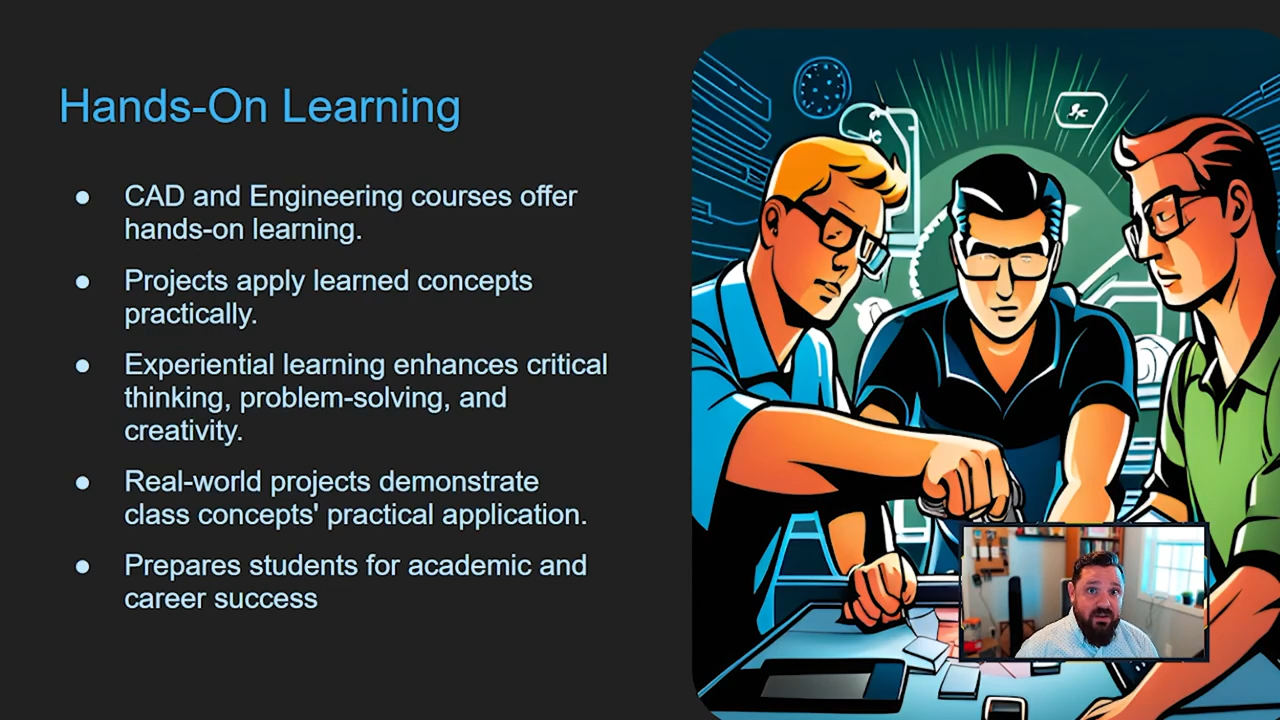 Hands-On Learning
● CAD and Engineering courses offer
hands-on learning.
● Projects apply learned concepts
practically.
● Experiential learning enhances critical
thinking, problem-solving, and
creativity.
● Real-world projects demonstrate
class concepts' practical application.
● Prepares students for academic and
career success